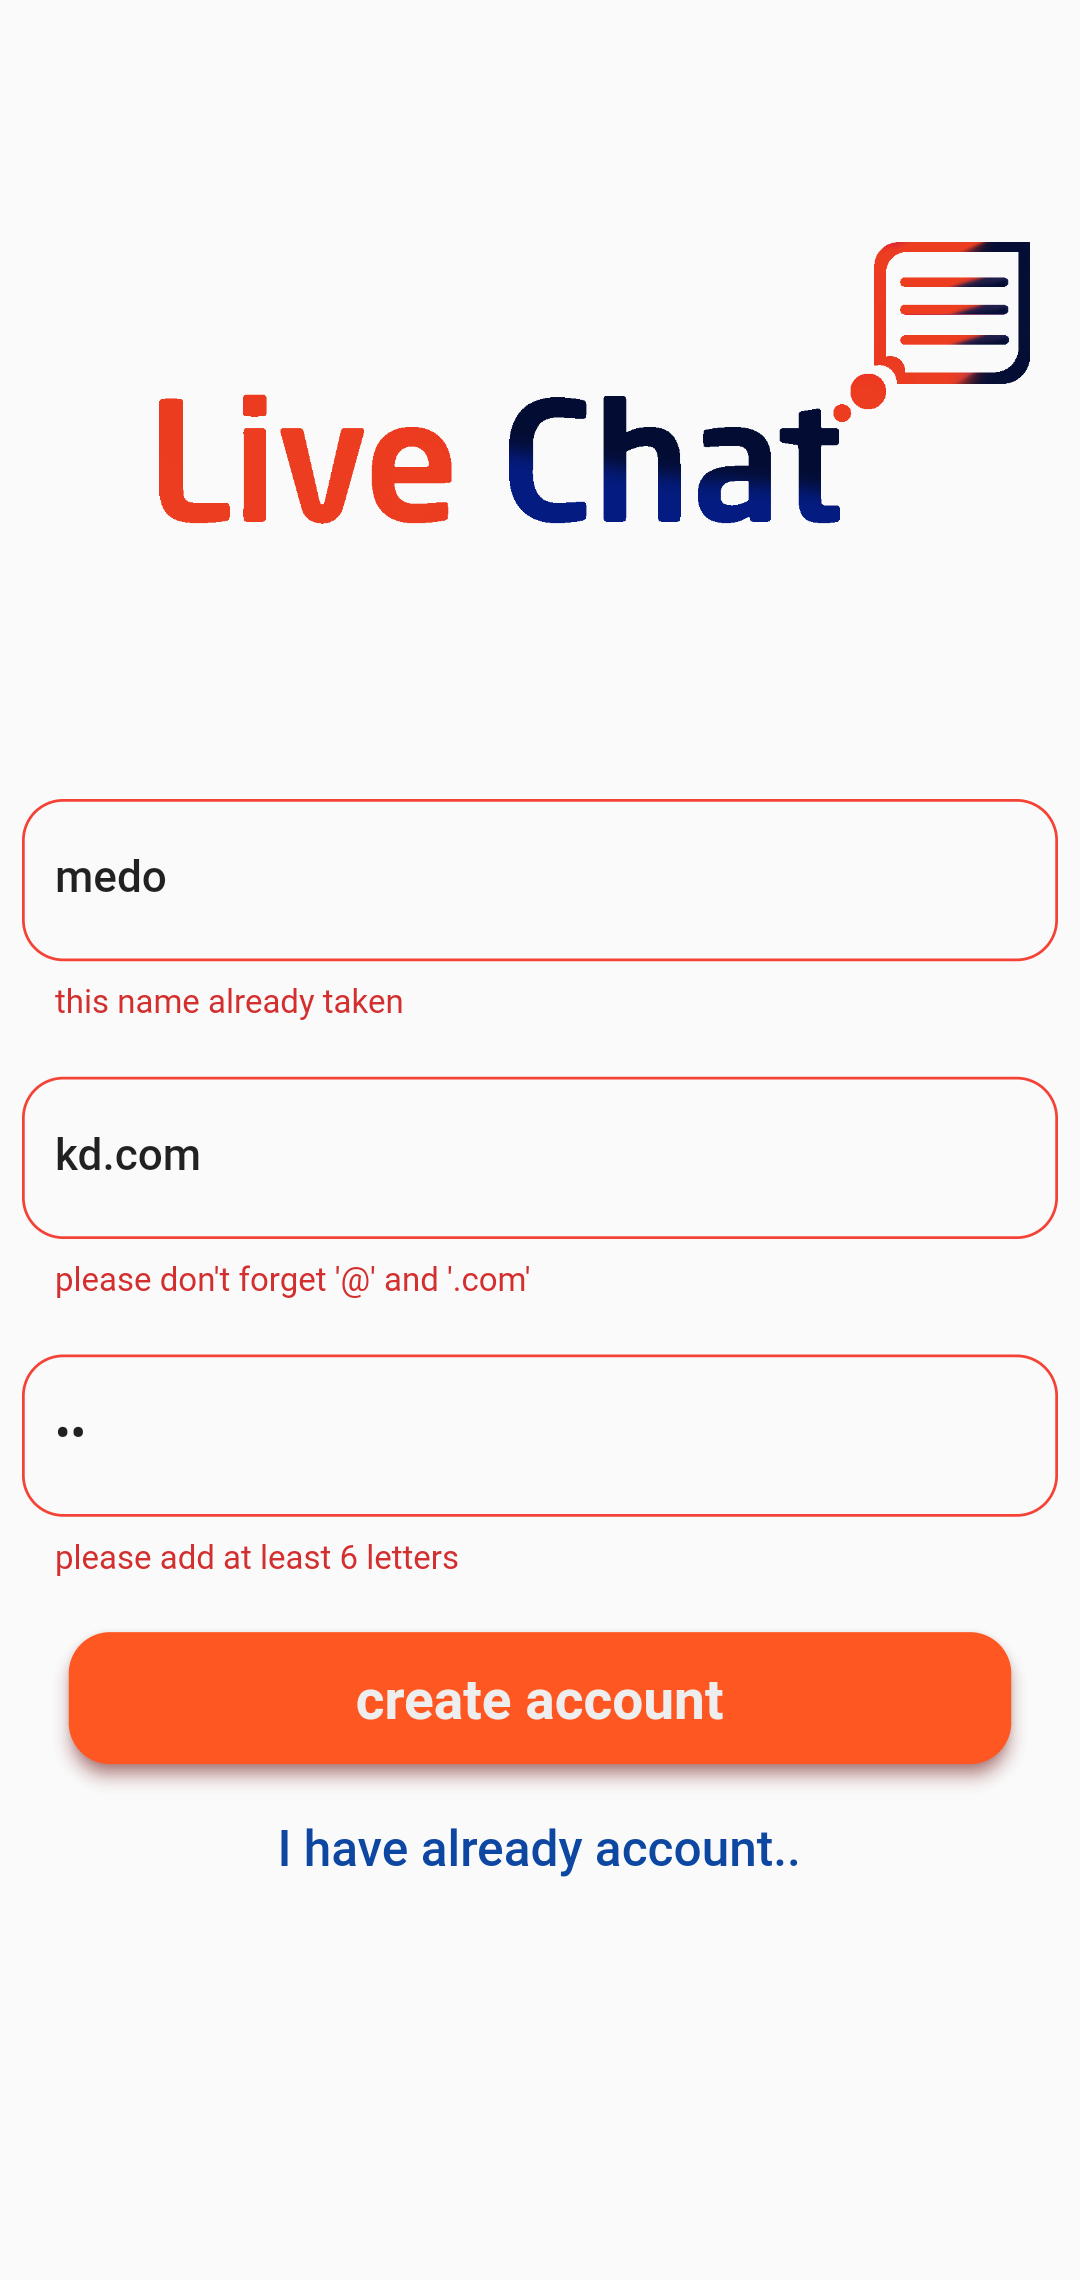 Live Chat
medo
this name already taken
kd.com
please don't forget '@' and '.com'
••
please add at least 6 letters
create account
I have already account..